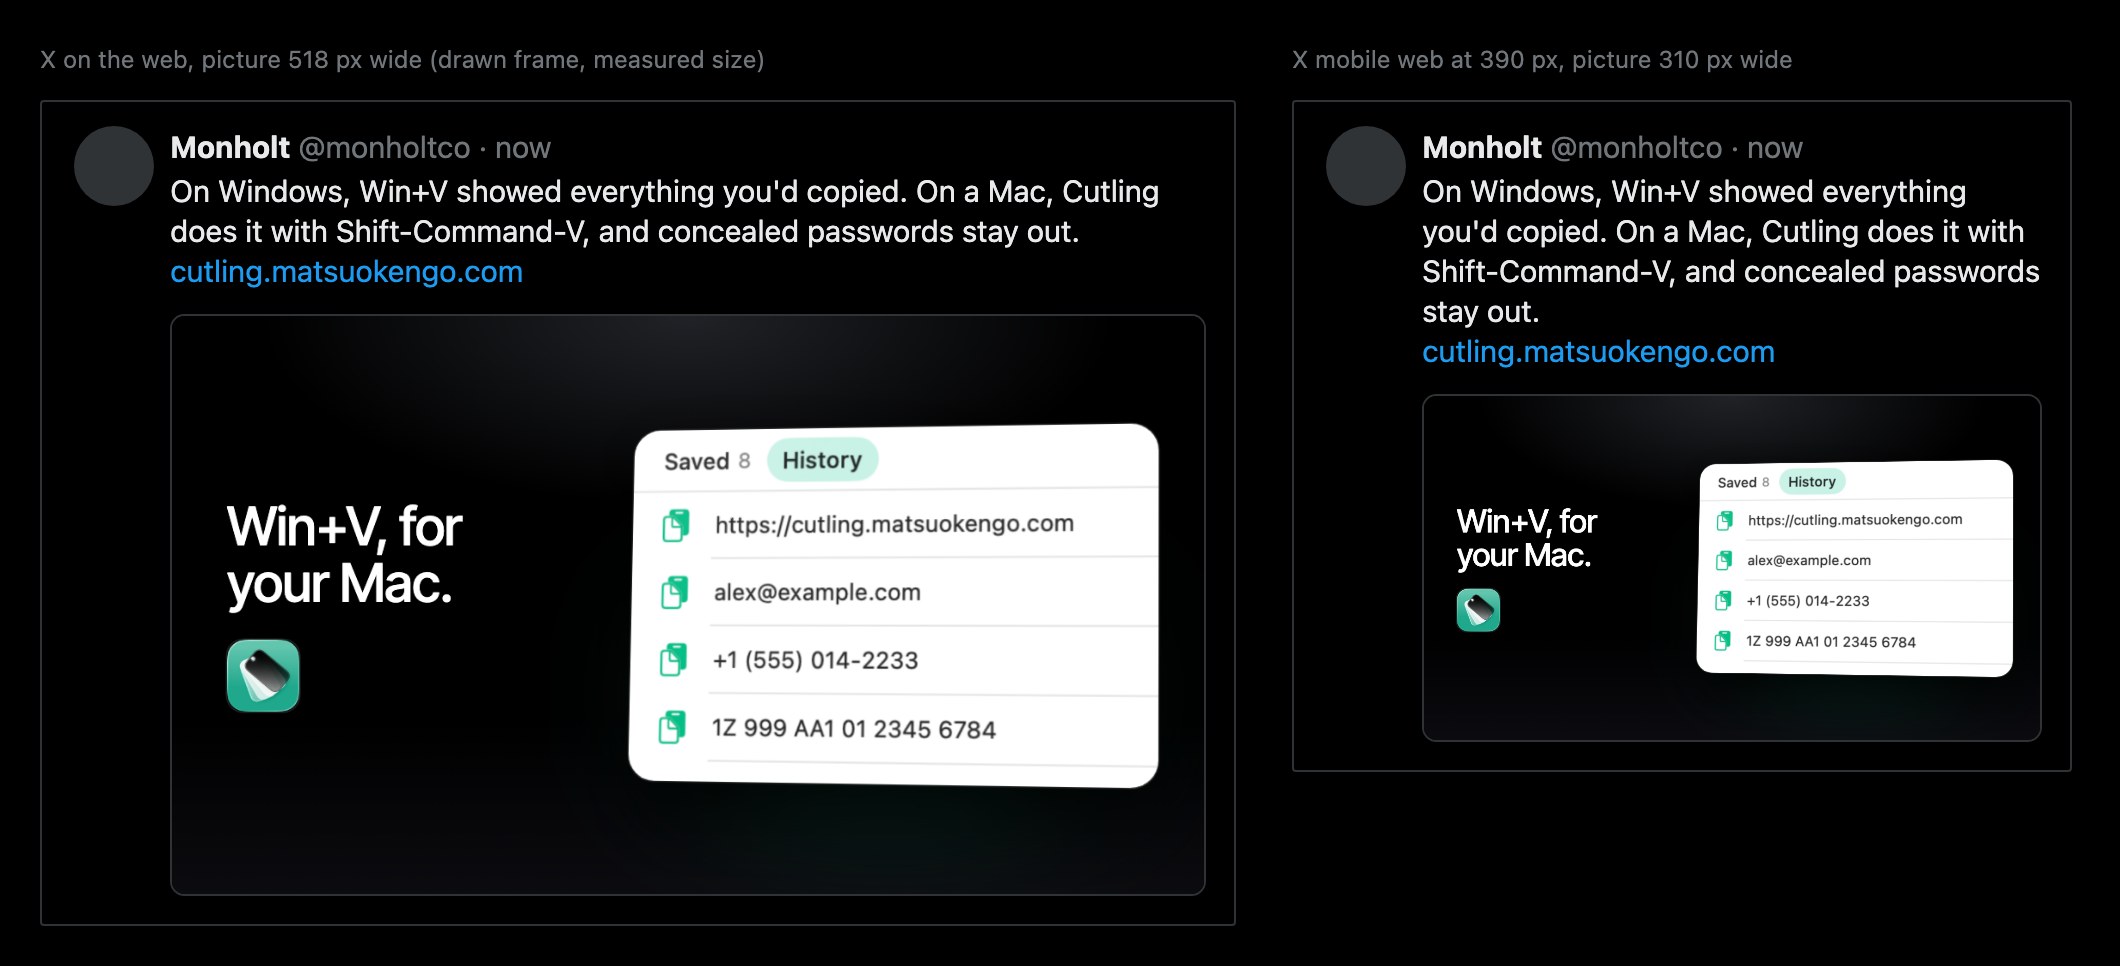 X on the web, picture 518 px wide (drawn frame, measured size)
Monholt @monholtco · now
On Windows, Win+V showed everything you'd copied. On a Mac, Cutling
does it with Shift-Command-V, and concealed passwords stay out.
cutling.matsuokengo.com
Win+V, for
your Mac.
Saved 8 History
https://cutling.matsuokengo.com
alex@example.com
+1 (555) 014-2233
1Z 999 AA1 01 2345 6784
X mobile web at 390 px, picture 310 px wide
Monholt @monholtco · now
On Windows, Win+V showed everything
you'd copied. On a Mac, Cutling does it with
Shift-Command-V, and concealed passwords
stay out.
cutling.matsuokengo.com
Win+V, for
your Mac.
Saved 8 History
https://cutling.matsuokengo.com
alex@example.com
+1 (555) 014-2233
1Z 999 AA1 01 2345 6784